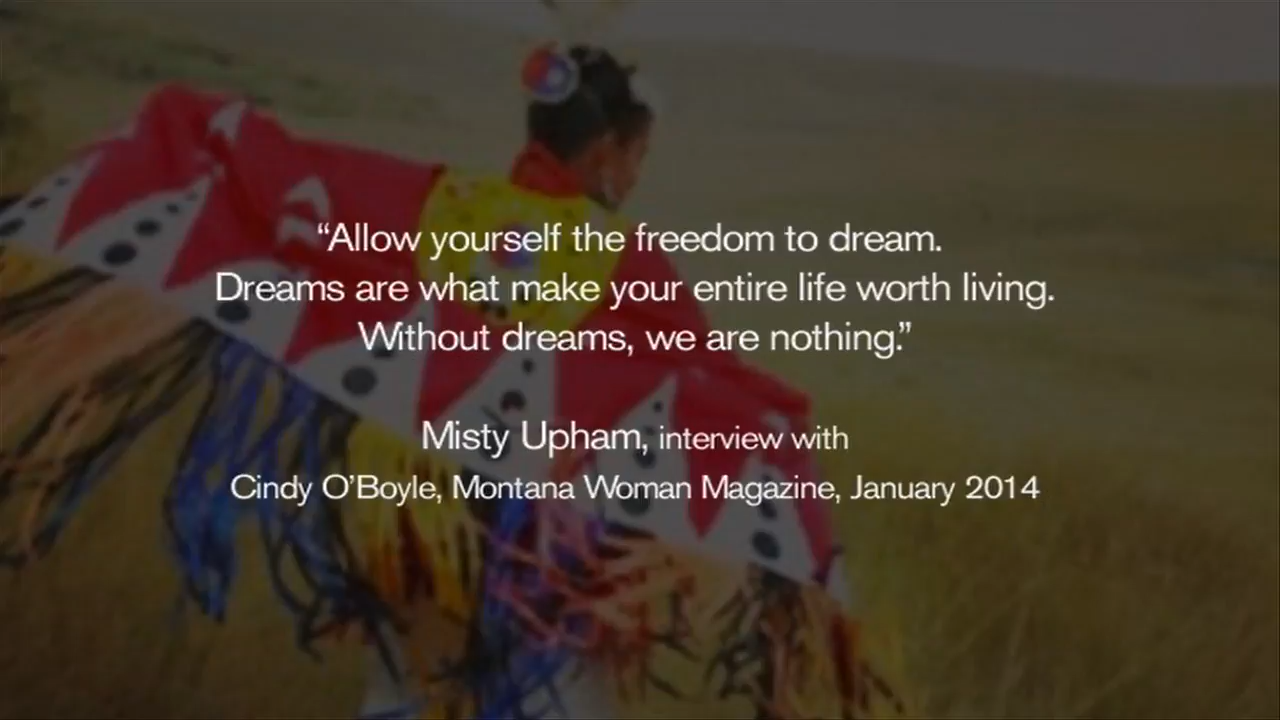 “Allow yourself the freedom to dream.
Dreams are what make your entire life worth living.
Without dreams, we are nothing.”
Misty Upham, interview with
Cindy O’Boyle, Montana Woman Magazine, January 2014